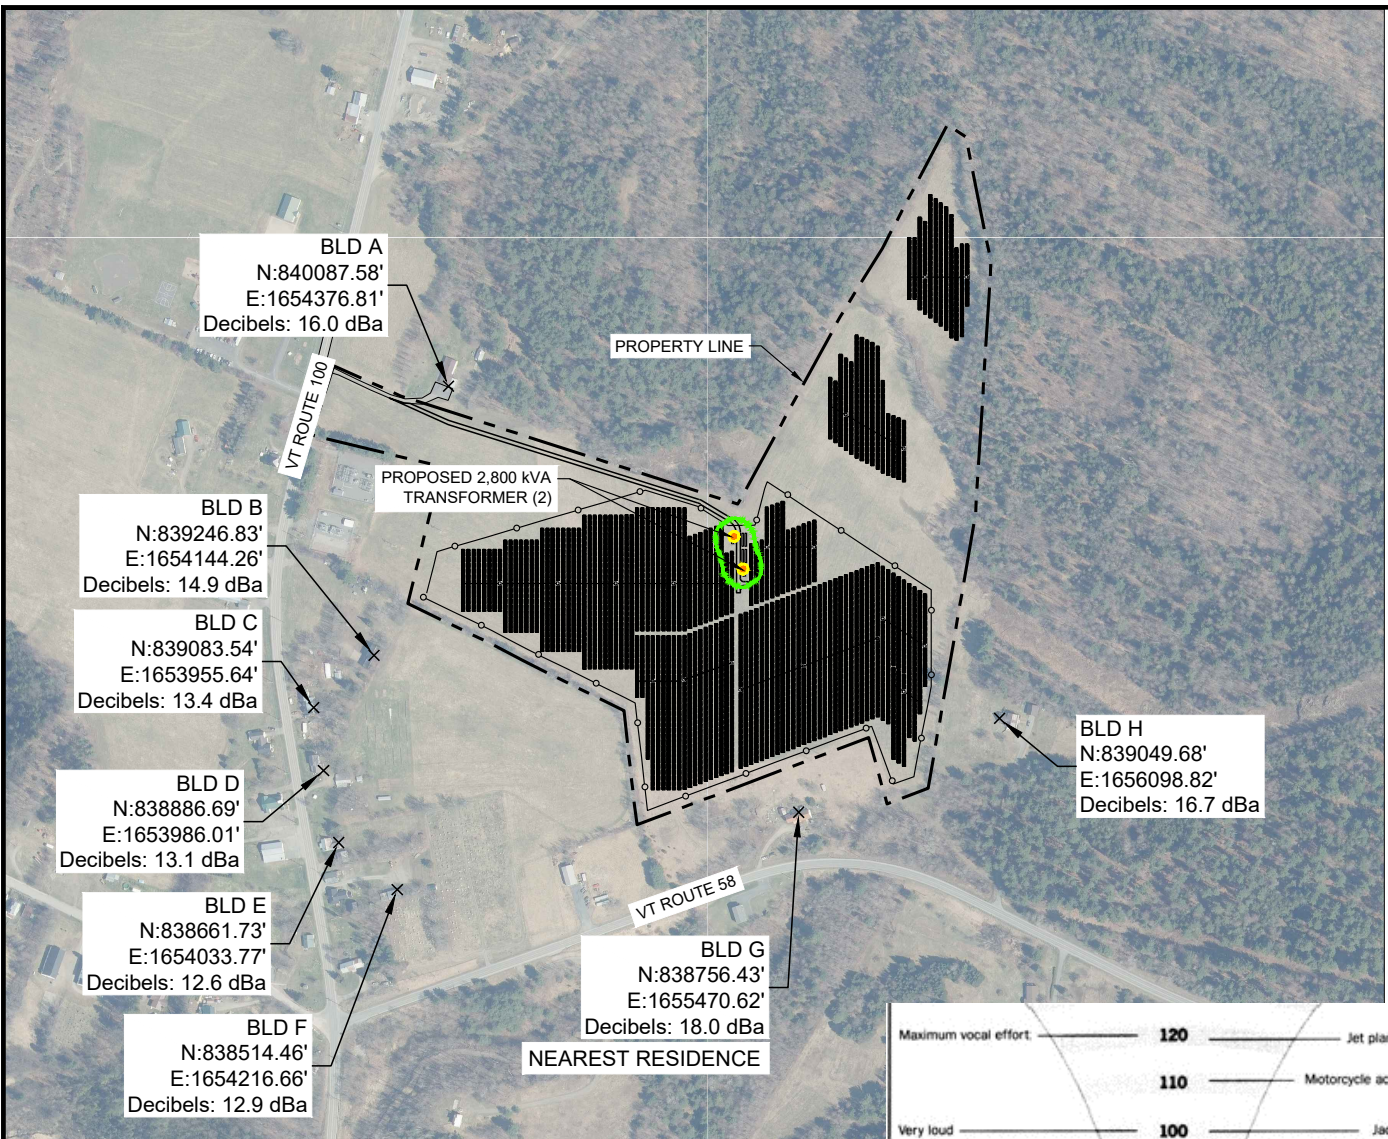 BLD A
N:840087.58'
E:1654376.81'
Decibels: 16.0 dBa
PROPERTY LINE
VT ROUTE 100
PROPOSED 2,800 kVA
TRANSFORMER (2)
BLD B
N:839246.83'
E:1654144.26'
Decibels: 14.9 dBa
BLD C
N:839083.54'
E:1653955.64'
Decibels: 13.4 dBa
BLD D
N:838886.69'
E:1653986.01'
Decibels: 13.1 dBa
BLD E
N:838661.73'
E:1654033.77'
Decibels: 12.6 dBa
BLD F
N:838514.46'
E:1654216.66'
Decibels: 12.9 dBa
VT ROUTE 58
BLD G
N:838756.43'
E:1655470.62'
Decibels: 18.0 dBa
NEAREST RESIDENCE
BLD H
N:839049.68'
E:1656098.82'
Decibels: 16.7 dBa
Maximum vocal effort 120 Jet pla
110 Motorcycle ac
Very loud 100 Ja